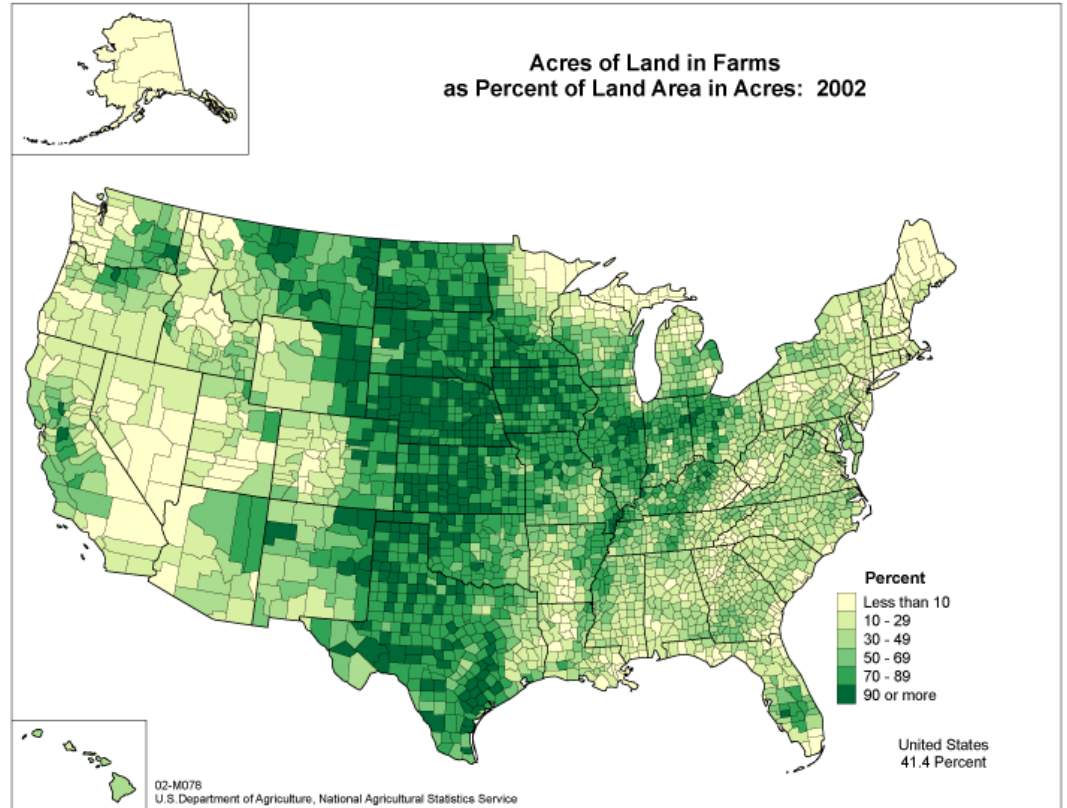 Acres of Land in Farms
as Percent of Land Area in Acres: 2002
Percent
Less than 10
10 - 29
30 - 49
50 - 69
70 - 89
90 or more
United States
41.4 Percent
02-M078
U.S.Department of Agriculture, National Agricultural Statistics Service